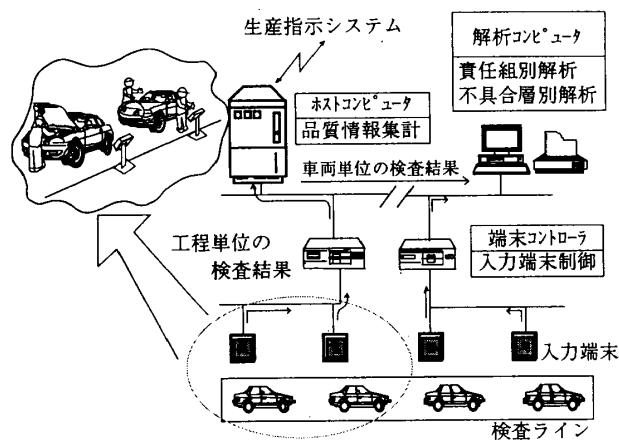 生産指示システム
解析コンピュータ
責任組別解析
不具合層別解析
ホストコンピュータ
品質情報集計
車両単位の検査結果
工程単位の
検査結果
端末コントローラ
入力端末制御
入力端末
検査ライン